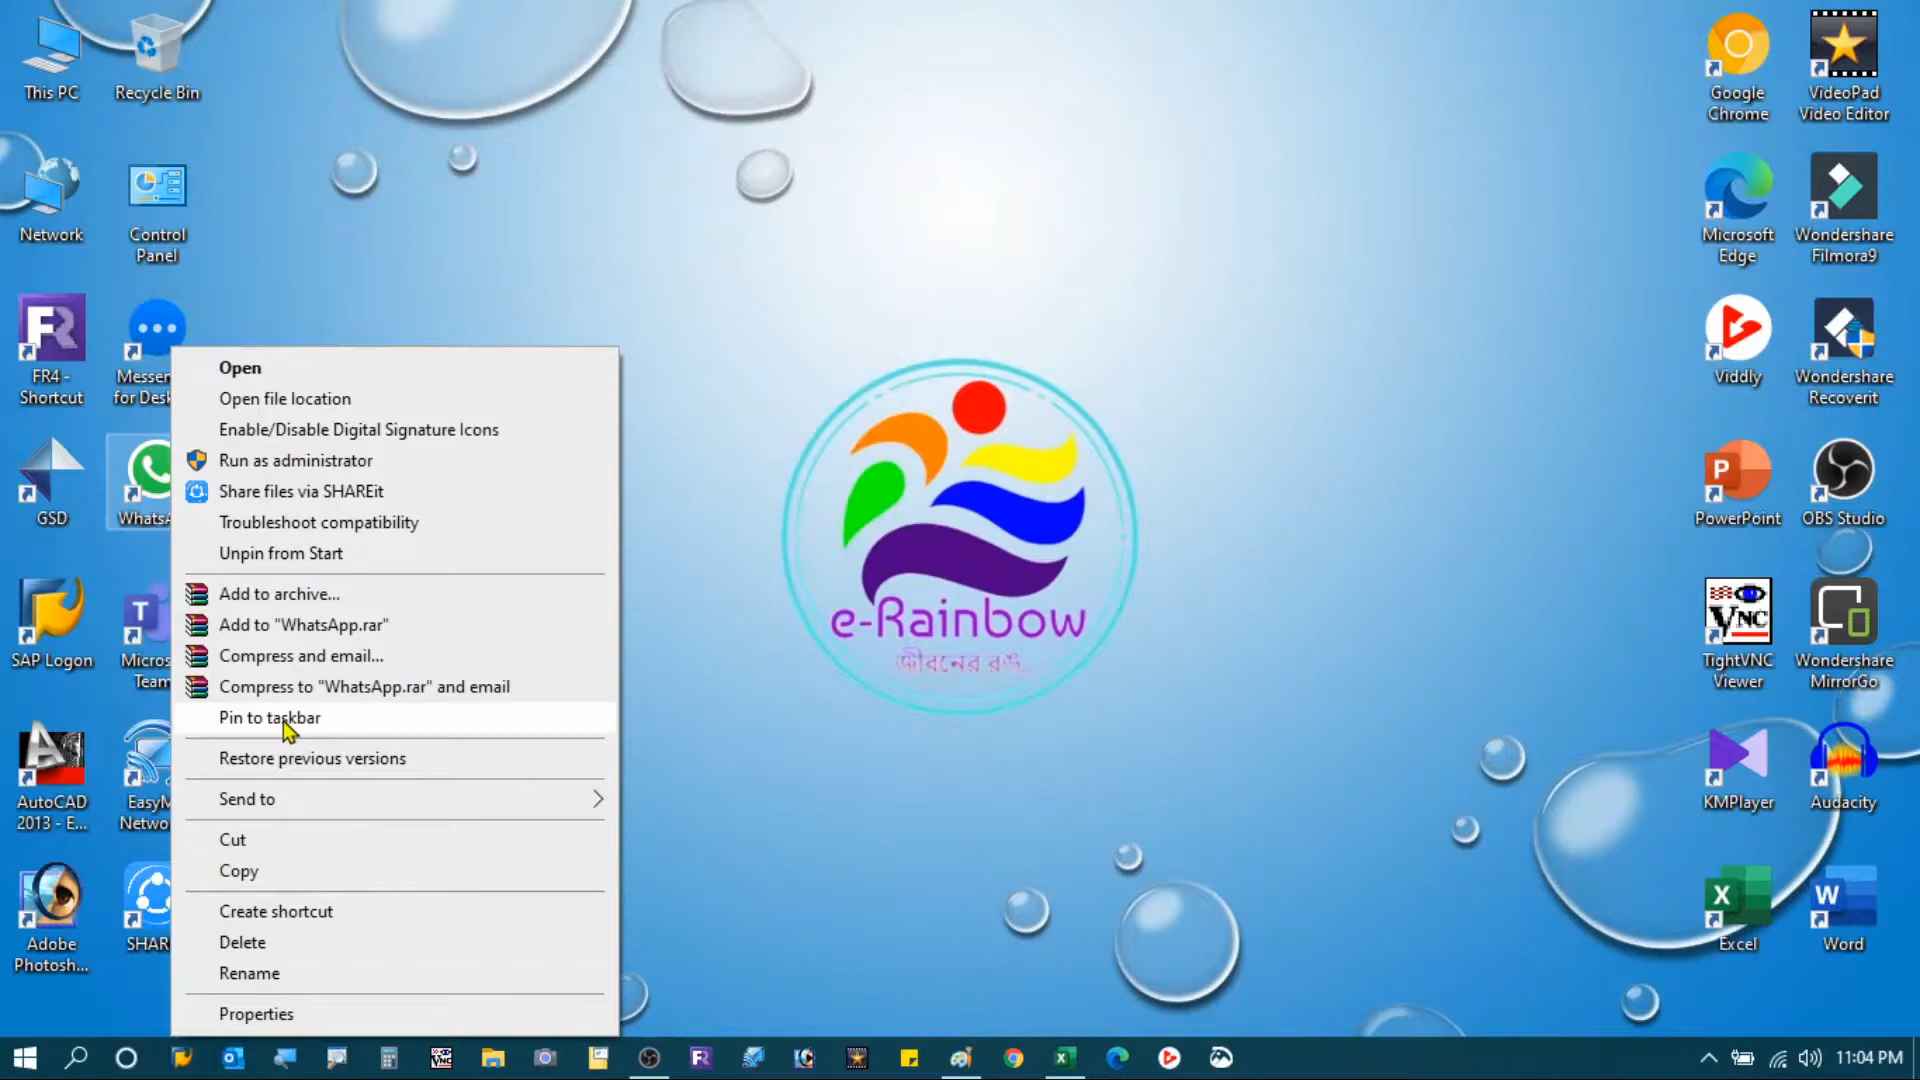 This PC
Recycle Bin
Network
Control
Panel
FR4 -
Shortcut
Messen
for Desk
GSD
WhatsA
SAP Logon
Micros
Team
AutoCAD
2013 - E...
EasyM
Netwo
Adobe
Photosh...
SHAR
Open
Open file location
Enable/Disable Digital Signature Icons
Run as administrator
Share files via SHAREit
Troubleshoot compatibility
Unpin from Start
Add to archive...
Add to "WhatsApp.rar"
Compress and email...
Compress to "WhatsApp.rar" and email
Pin to taskbar
Restore previous versions
Send to
Cut
Copy
Create shortcut
Delete
Rename
Properties
e-Rainbow
জীবনের রঙ...
Google
Chrome
VideoPad
Video Editor
Microsoft
Edge
Wondershare
Filmora9
Viddly
Wondershare
Recoverit
PowerPoint
OBS Studio
VNC
TightVNC
Viewer
Wondershare
MirrorGo
KMPlayer
Audacity
Excel
Word
11:04 PM